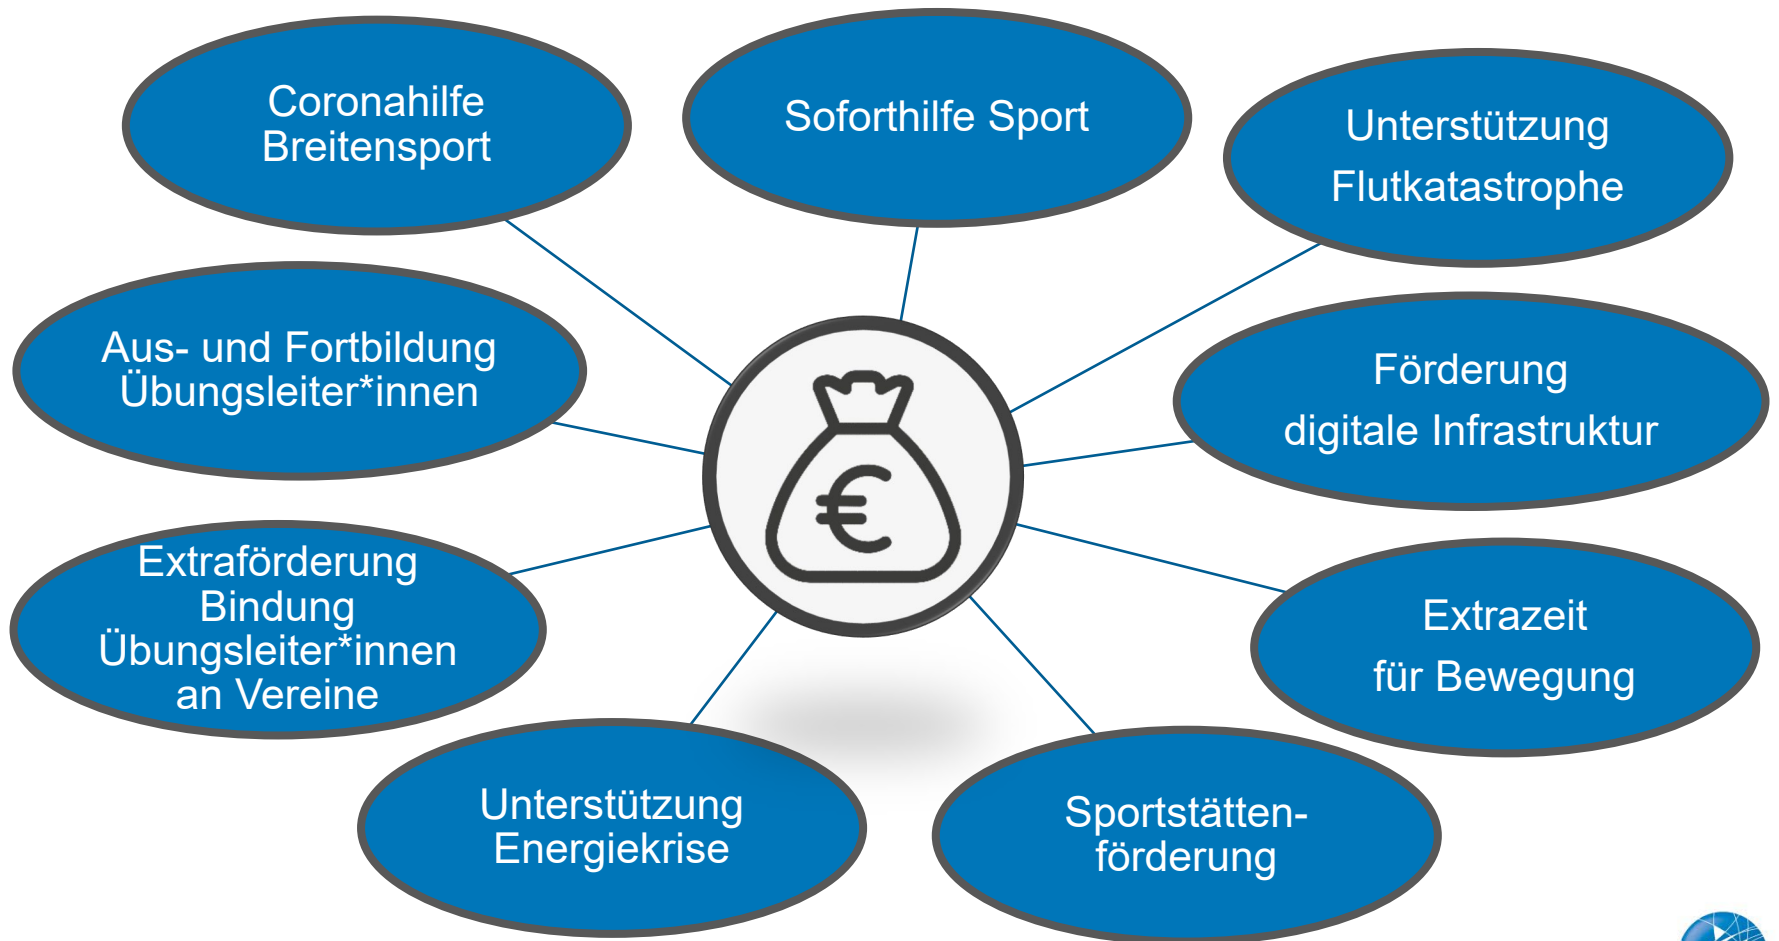 Coronahilfe
Breitensport
Soforthilfe Sport
Unterstützung
Flutkatastrophe
Aus- und Fortbildung
Übungsleiter*innen
Förderung
digitale Infrastruktur
€
Extraförderung
Bindung
Übungsleiter*innen
an Vereine
Extrazeit
für Bewegung
Unterstützung
Energiekrise
Sportstätten-
förderung